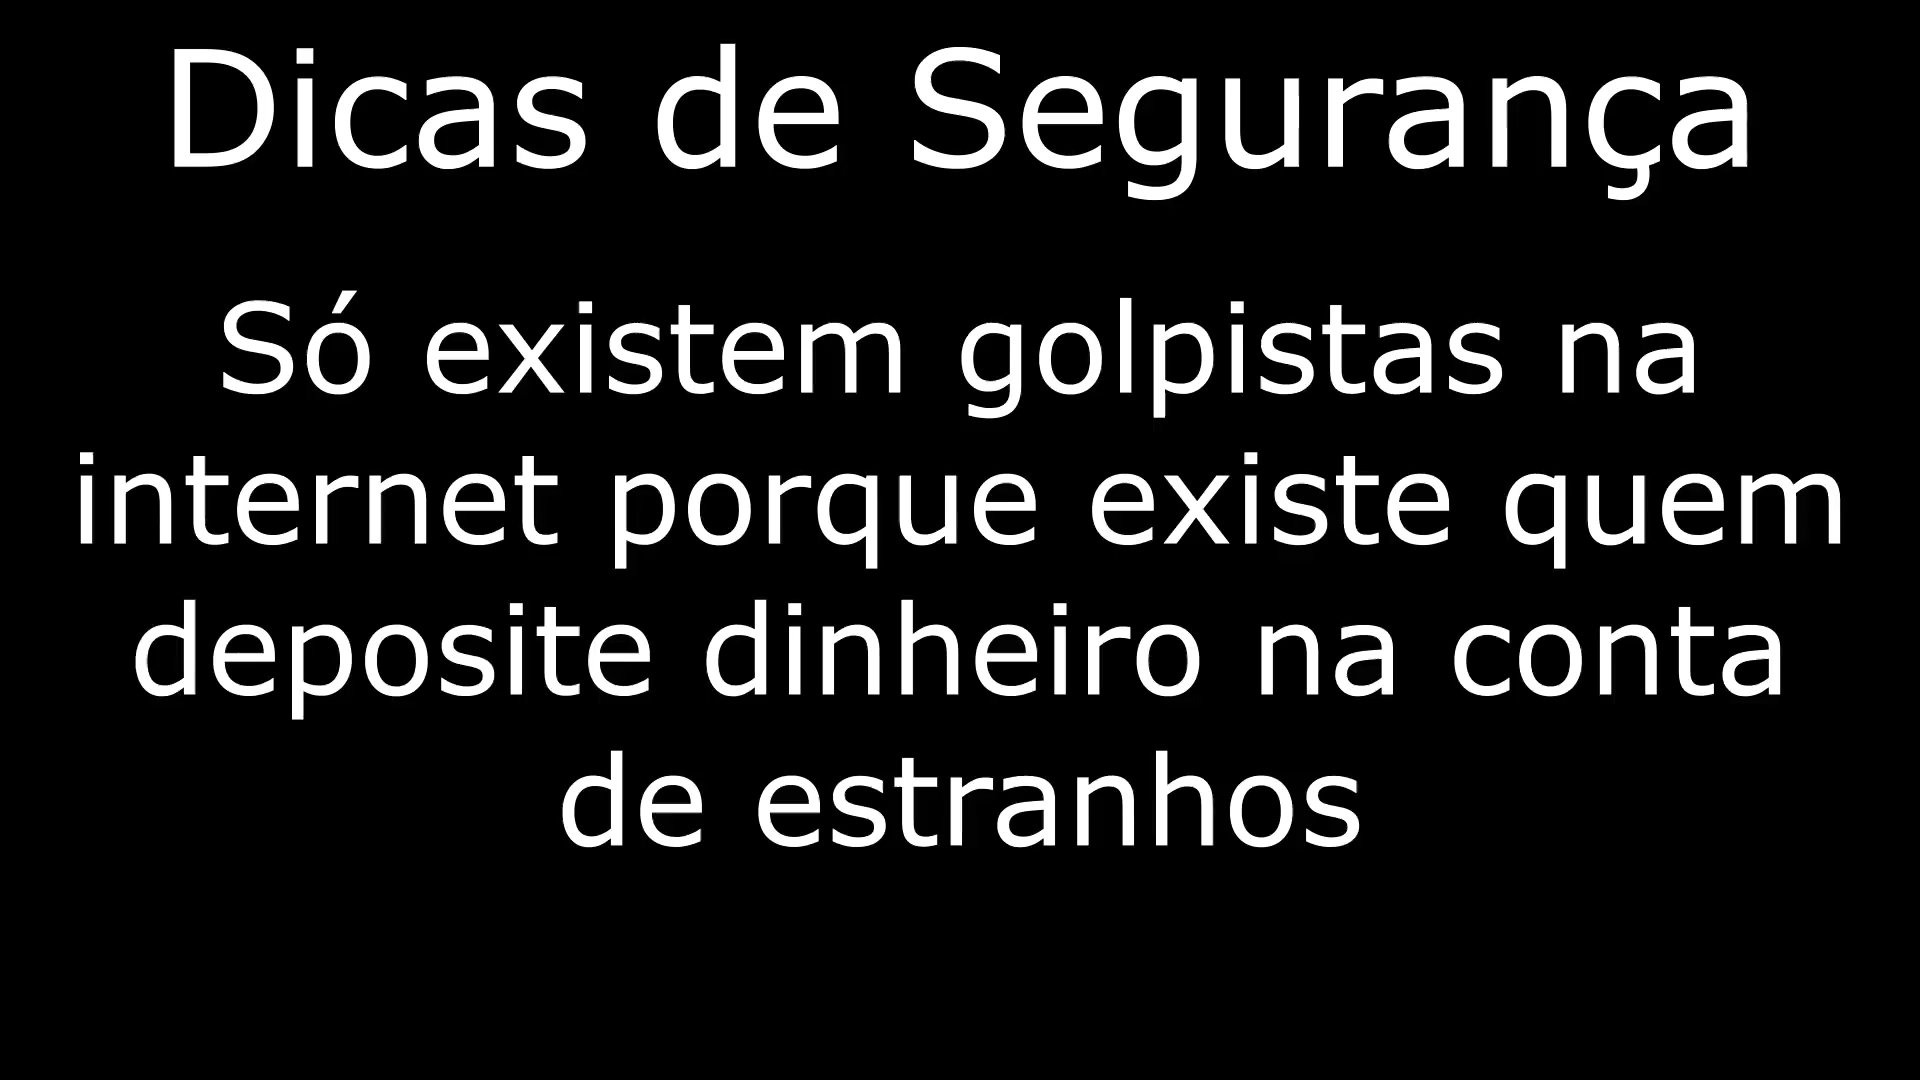 Dicas de Segurança
Só existem golpistas na
internet porque existe quem
deposite dinheiro na conta
de estranhos